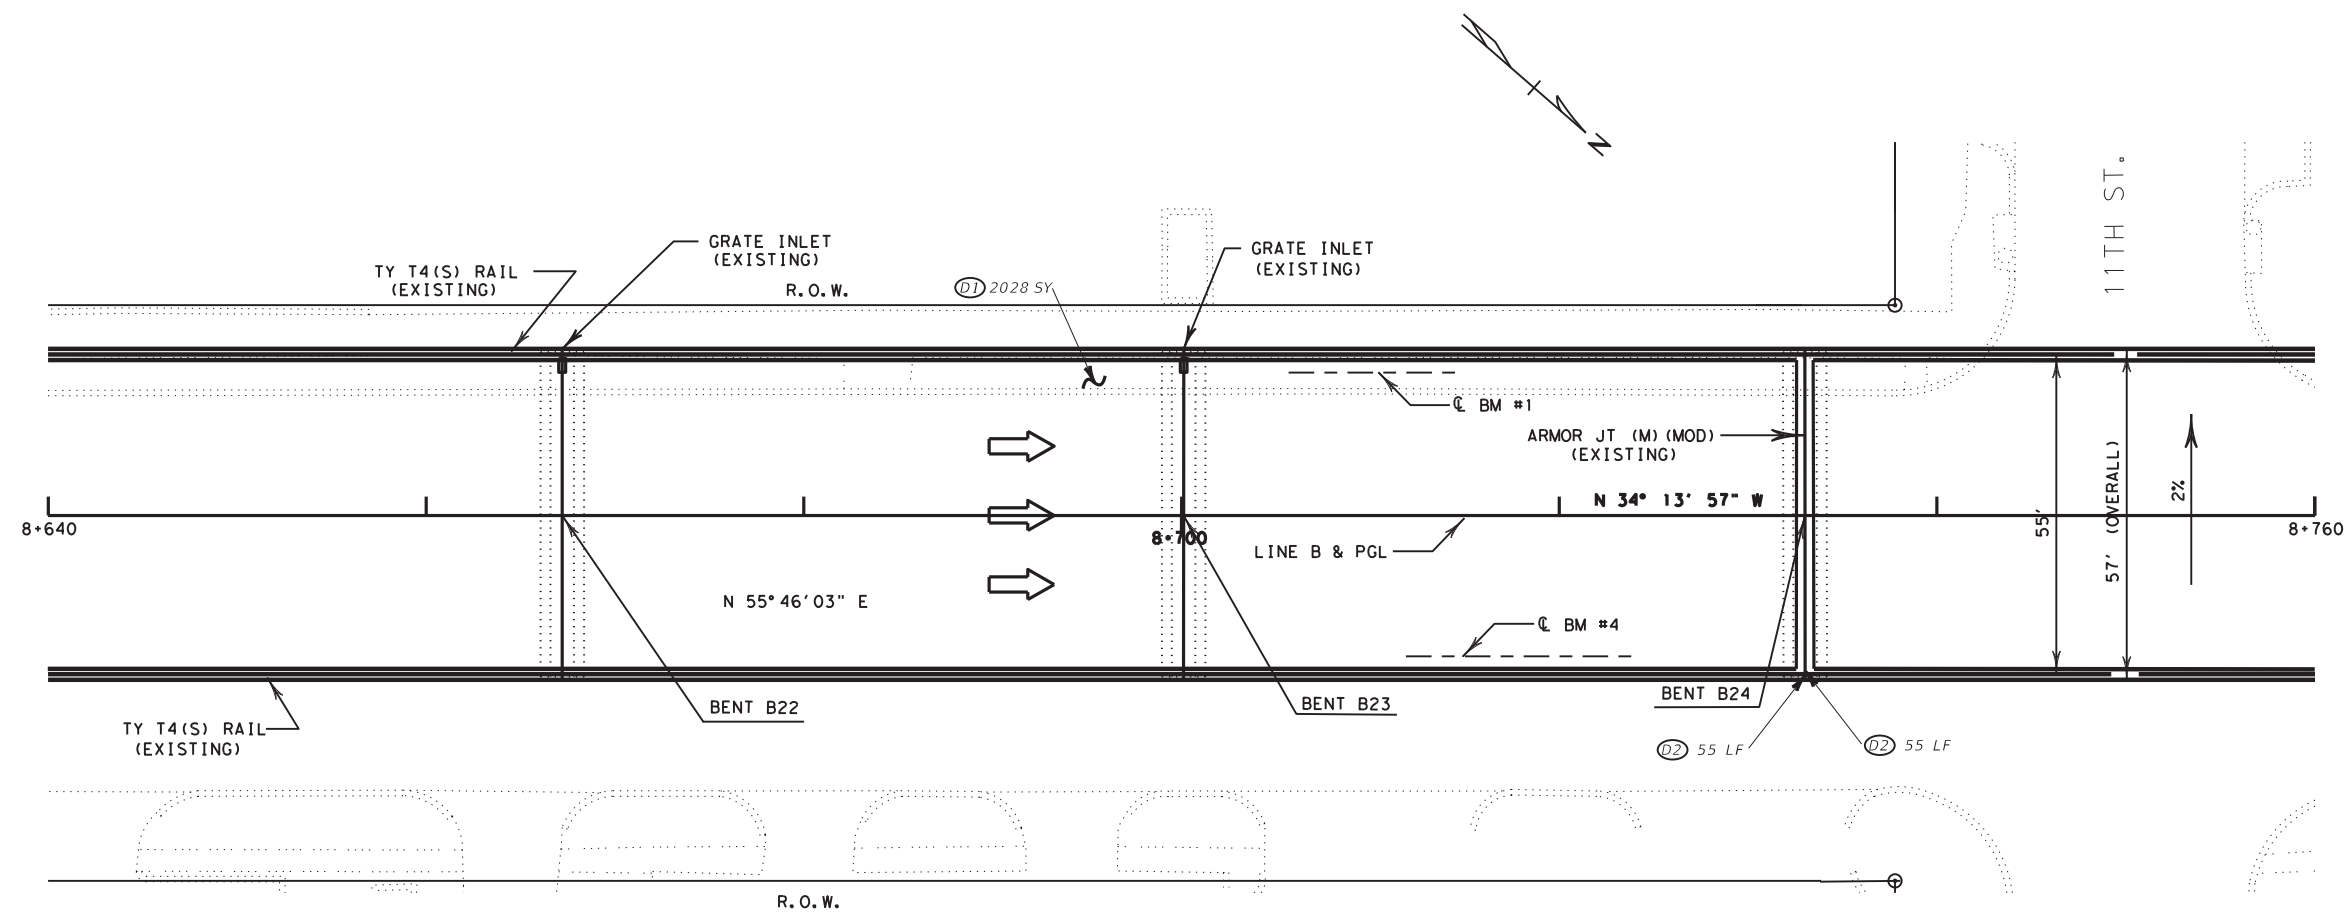 N
11TH ST.
GRATE INLET
(EXISTING)
GRATE INLET
(EXISTING)
TY T4(S) RAIL
(EXISTING)
R.O.W.
D1 2028 SY
℄ BM #1
ARMOR JT (M)(MOD)
(EXISTING)
N 34° 13' 57" W
8+640
8+700
LINE B & PGL
55'
57' (OVERALL)
2%
8+760
N 55°46'03" E
℄ BM #4
BENT B22
BENT B23
BENT B24
TY T4(S) RAIL
(EXISTING)
D2 55 LF
D2 55 LF
R.O.W.